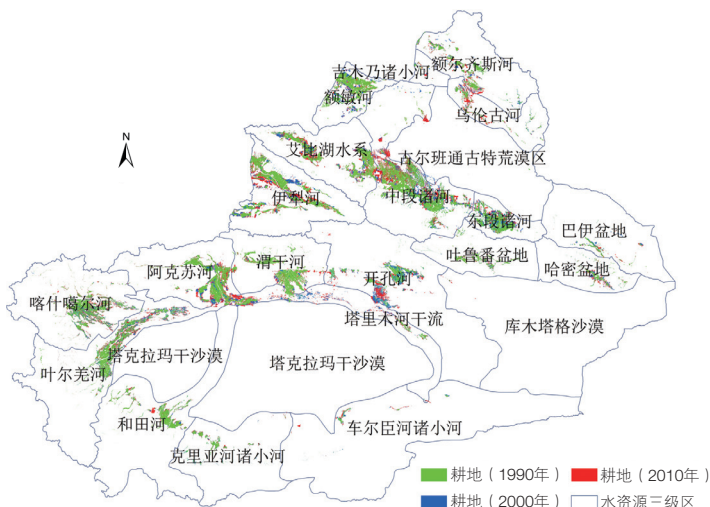 额尔齐斯河
吉木乃诸小河
额敏河
乌伦古河
N
艾比湖水系
古尔班通古特荒漠区
伊犁河
中段诸河
东段诸河
巴伊盆地
吐鲁番盆地
哈密盆地
渭干河
阿克苏河
开孔河
喀什噶尔河
塔里木河干流
库木塔格沙漠
塔克拉玛干沙漠
塔克拉玛干沙漠
叶尔羌河
和田河
车尔臣河诸小河
克里亚河诸小河
耕地（1990年） 耕地（2010年）
耕地（2000年） 水资源三级区